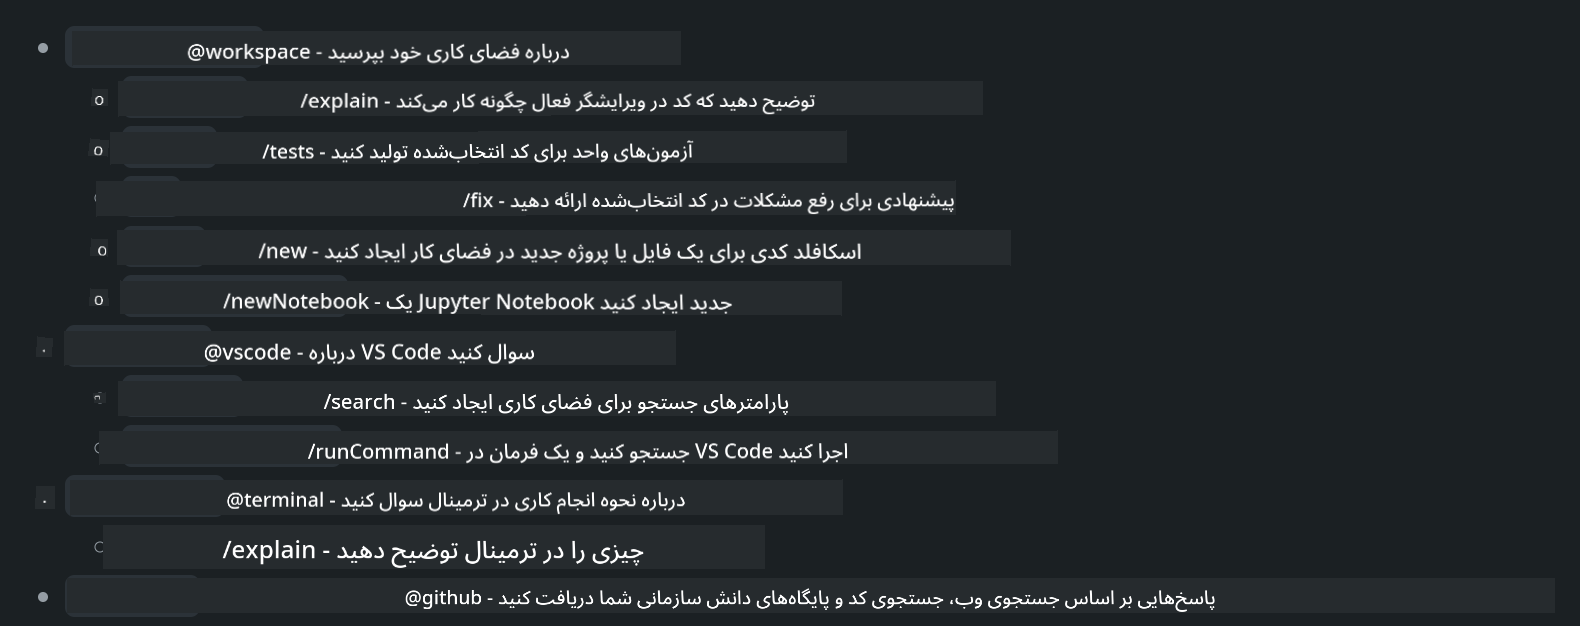 @workspace - درباره فضای کاری خود بپرسید
/explain - توضیح دهید که کد در ویرایشگر فعال چگونه کار می‌کند
/tests - آزمون‌های واحد برای کد انتخاب‌شده تولید کنید
/fix - پیشنهادی برای رفع مشکلات در کد انتخاب‌شده ارائه دهید
/new - اسکافلد کدی برای یک فایل یا پروژه جدید در فضای کار ایجاد کنید
/newNotebook - یک Jupyter Notebook جدید ایجاد کنید
@vscode - درباره VS Code سوال کنید
/search - پارامترهای جستجو برای فضای کاری ایجاد کنید
/runCommand - جستجو کنید و یک فرمان در VS Code اجرا کنید
@terminal - درباره نحوه انجام کاری در ترمینال سوال کنید
/explain - چیزی را در ترمینال توضیح دهید
@github - پاسخ‌هایی بر اساس جستجوی وب، جستجوی کد و پایگاه‌های دانش سازمانی شما دریافت کنید